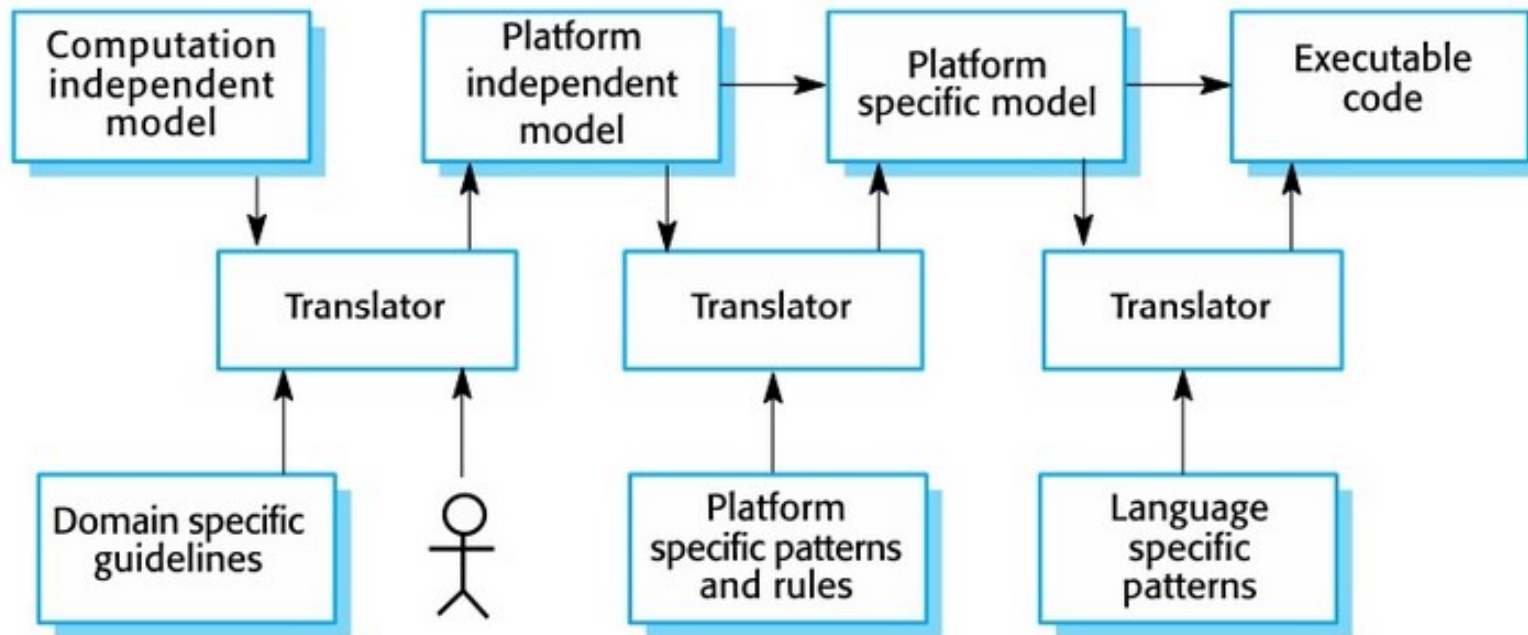 Computation
independent
model
Platform
independent
model
Platform
specific model
Executable
code
Translator
Translator
Translator
Domain specific
guidelines
Platform
specific patterns
and rules
Language
specific
patterns